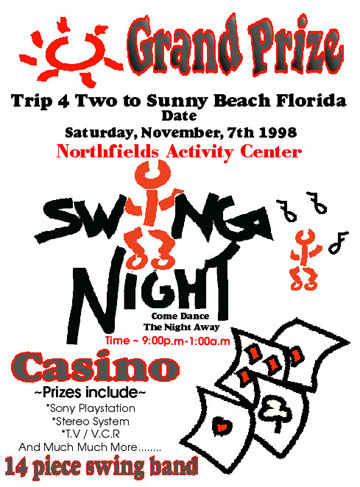 Grand Prize
Trip 4 Two to Sunny Beach Florida
Date
Saturday, November, 7th 1998
Northfields Activity Center
SWING
NIGHT
Come Dance
The Night Away
Time ~ 9:00p.m-1:00a.m
Casino
~Prizes include~
*Sony Playstation
*Stereo System
*T.V / V.C.R
And Much Much More........
14 piece swing band